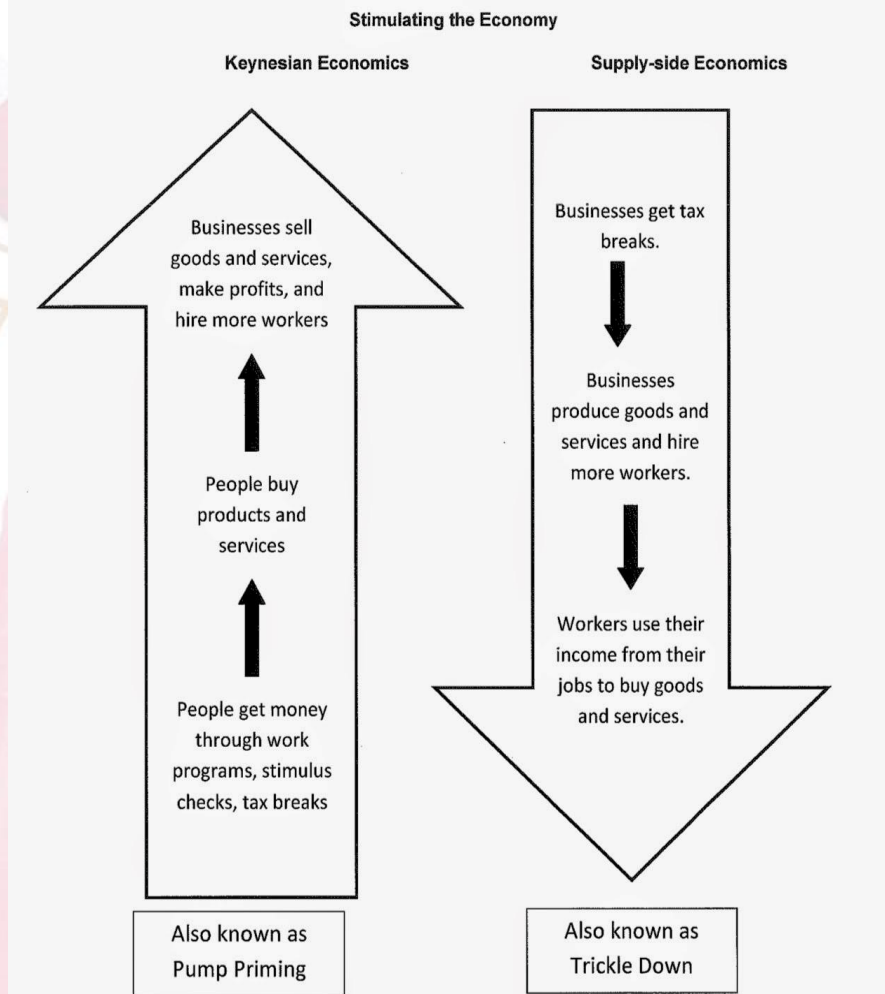 Stimulating the Economy
Keynesian Economics
Businesses sell
goods and services,
make profits, and
hire more workers
People buy
products and
services
People get money
through work
programs, stimulus
checks, tax breaks
Also known as
Pump Priming
Supply-side Economics
Businesses get tax
breaks.
Businesses
produce goods and
services and hire
more workers.
Workers use their
income from their
jobs to buy goods
and services.
Also known as
Trickle Down